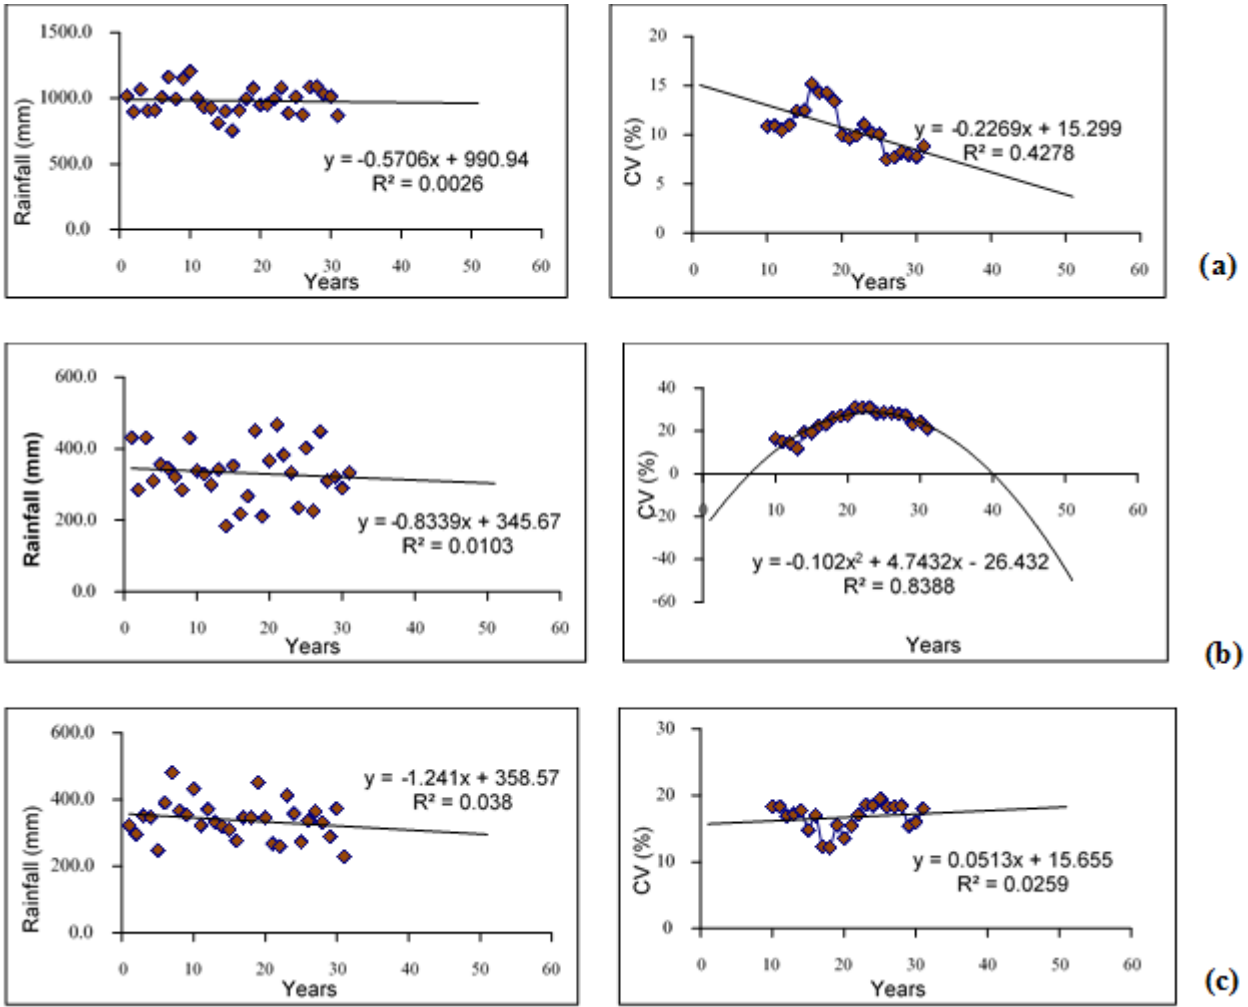 1500.0
1000.0
500.0
0.0
Rainfall (mm)
y = -0.5706x + 990.94
R² = 0.0026
0 10 20 30 40 50 60
Years
20
15
10
5
0
CV (%)
y = -0.2269x + 15.299
R² = 0.4278
0 10 20 30 40 50 60
Years
(a)
600.0
400.0
200.0
0.0
Rainfall (mm)
y = -0.8339x + 345.67
R² = 0.0103
0 10 20 30 40 50 60
Years
40
20
0
-20
-40
-60
CV (%)
0 10 20 30 40 50 60
y = -0.102x² + 4.7432x - 26.432
R² = 0.8388
Years
(b)
600.0
400.0
200.0
0.0
Rainfall (mm)
y = -1.241x + 358.57
R² = 0.038
0 10 20 30 40 50 60
Years
30
20
10
0
CV (%)
y = 0.0513x + 15.655
R² = 0.0259
0 10 20 30 40 50 60
Years
(c)